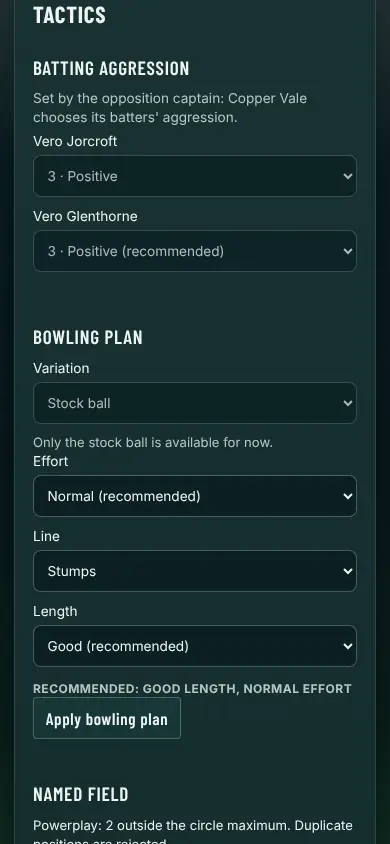 TACTICS
BATTING AGGRESSION
Set by the opposition captain: Copper Vale
chooses its batters' aggression.
Vero Jorcroft
3 · Positive
Vero Glenthorne
3 · Positive (recommended)
BOWLING PLAN
Variation
Stock ball
Only the stock ball is available for now.
Effort
Normal (recommended)
Line
Stumps
Length
Good (recommended)
RECOMMENDED: GOOD LENGTH, NORMAL EFFORT
Apply bowling plan
NAMED FIELD
Powerplay: 2 outside the circle maximum. Duplicate
positions are rejected.